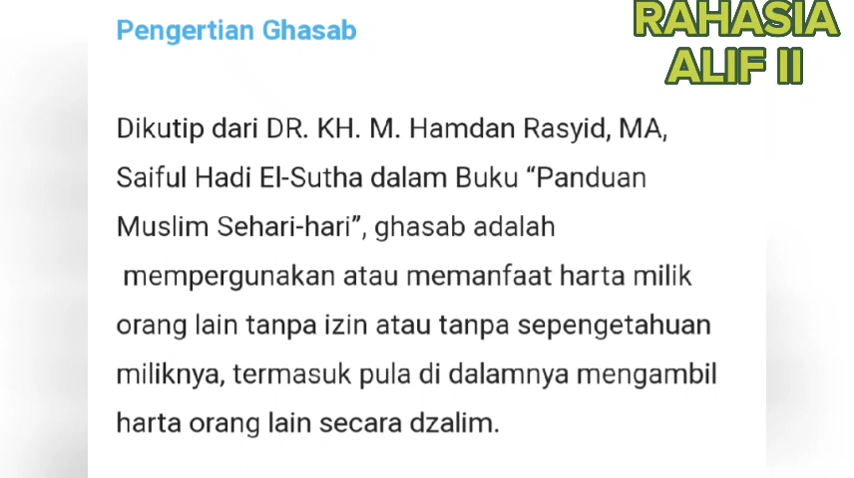 Pengertian Ghasab
RAHASIA
ALIF II
Dikutip dari DR. KH. M. Hamdan Rasyid, MA,
Saiful Hadi El-Sutha dalam Buku “Panduan
Muslim Sehari-hari”, ghasab adalah
mempergunakan atau memanfaat harta milik
orang lain tanpa izin atau tanpa sepengetahuan
miliknya, termasuk pula di dalamnya mengambil
harta orang lain secara dzalim.